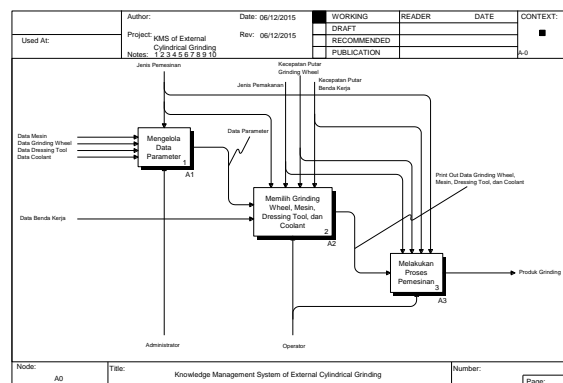 Used At:
Author:
Date: 06/12/2015
Project: KMS of External
Cylindrical Grinding
Rev: 06/12/2015
Notes: 1 2 3 4 5 6 7 8 9 10
WORKING
DRAFT
RECOMMENDED
PUBLICATION
READER
DATE
CONTEXT:
A-0
Jenis Pemesinan
Kecepatan Putar
Grinding Wheel
Jenis Pemakanan
Kecepatan Putar
Benda Kerja
Data Mesin
Data Grinding Wheel
Data Dressing Tool
Data Coolant
Mengelola
Data
Parameter
1
A1
Data Parameter
Data Benda Kerja
Memilih Grinding
Wheel, Mesin,
Dressing Tool, dan
Coolant
2
A2
Print Out Data Grinding Wheel,
Mesin, Dressing Tool, dan Coolant
Melakukan
Proses
Pemesinan
3
A3
Produk Grinding
Administrator
Operator
Node:
A0
Title:
Knowledge Management System of External Cylindrical Grinding
Number:
Page: